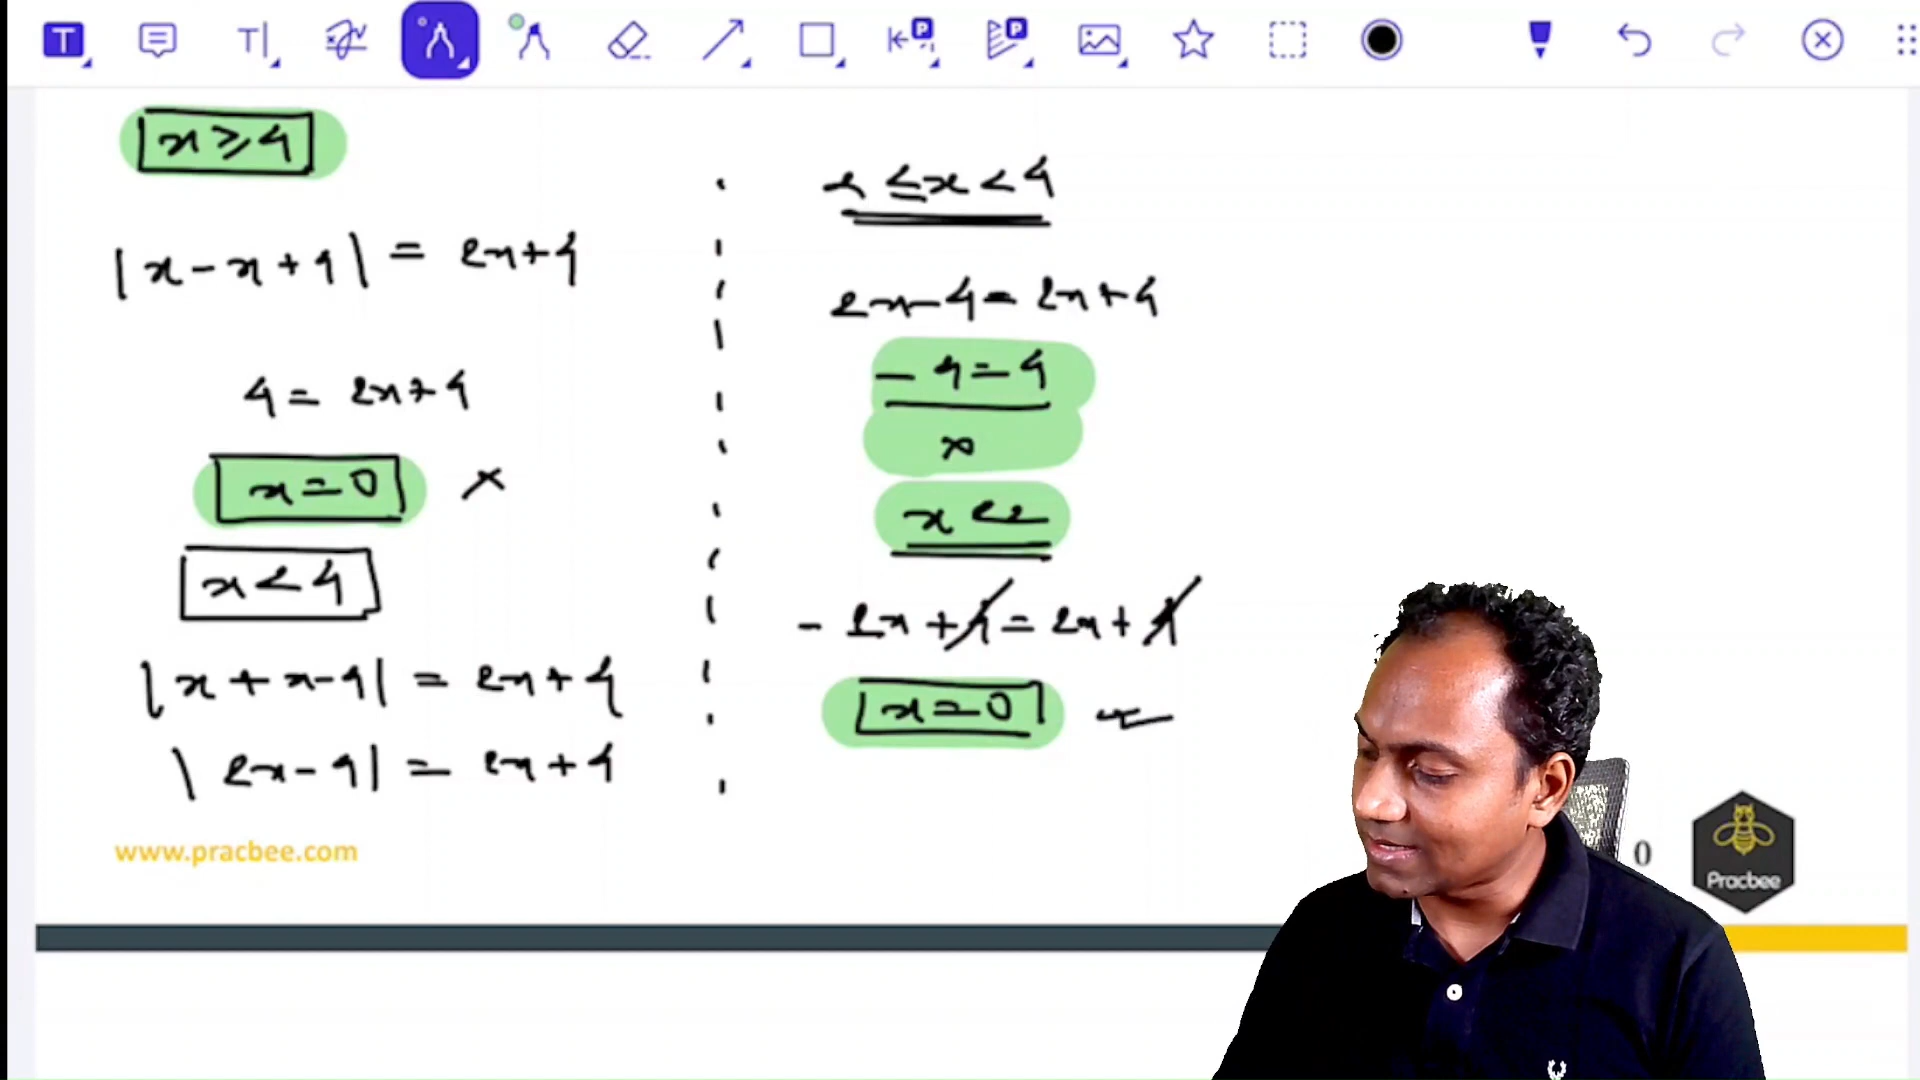 x ≥ 4
|x - x + 4| = 2x + 4
4 = 2x + 4
x = 0 ×
x < 4
|x + x - 4| = 2x + 4
|2x - 4| = 2x + 4
2 ≤ x < 4
2x - 4 = 2x + 4
- 4 = 4
×
x < 2
- 2x + 4 = 2x + 4
x = 0 ✓
www.pracbee.com
0
Pracbee